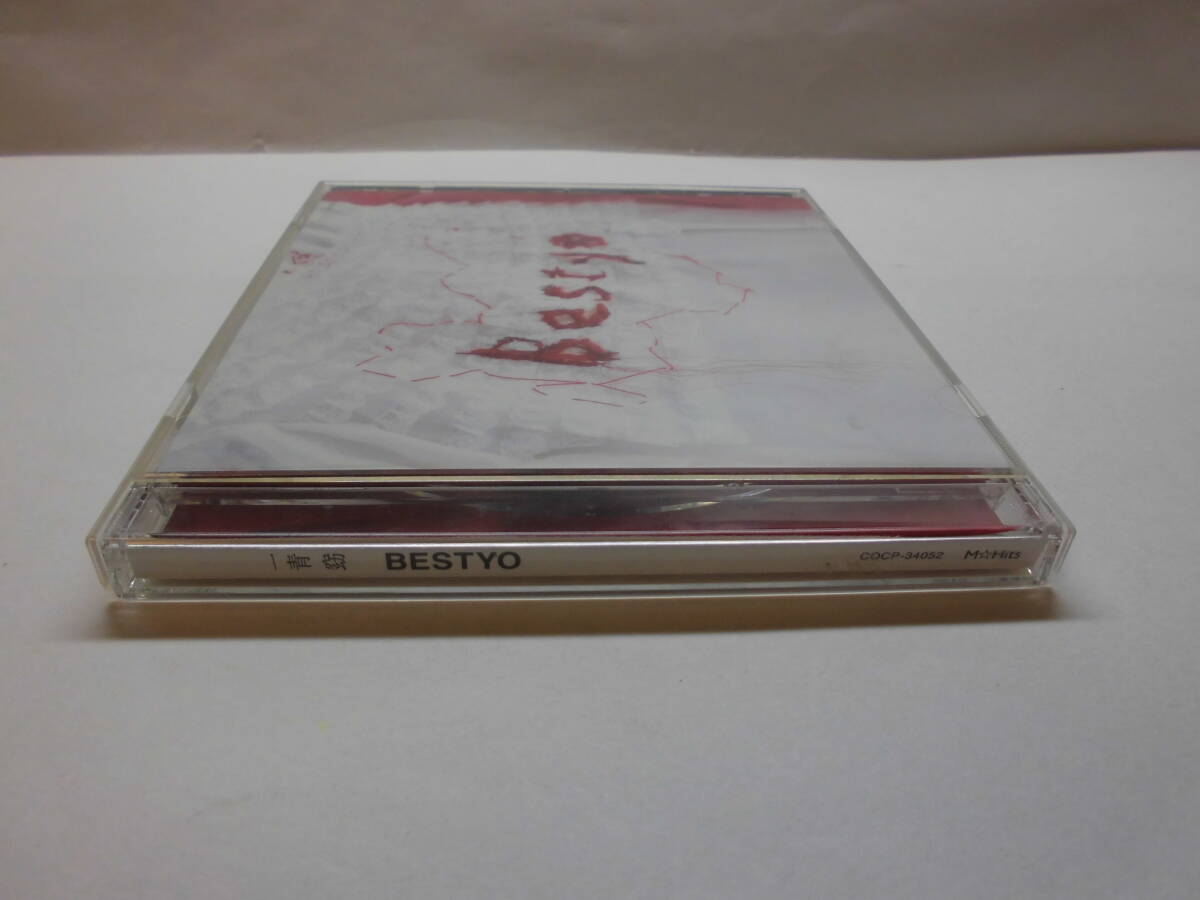 Bestyo
一青窈 BESTYO COCP-34052 M☆Hits